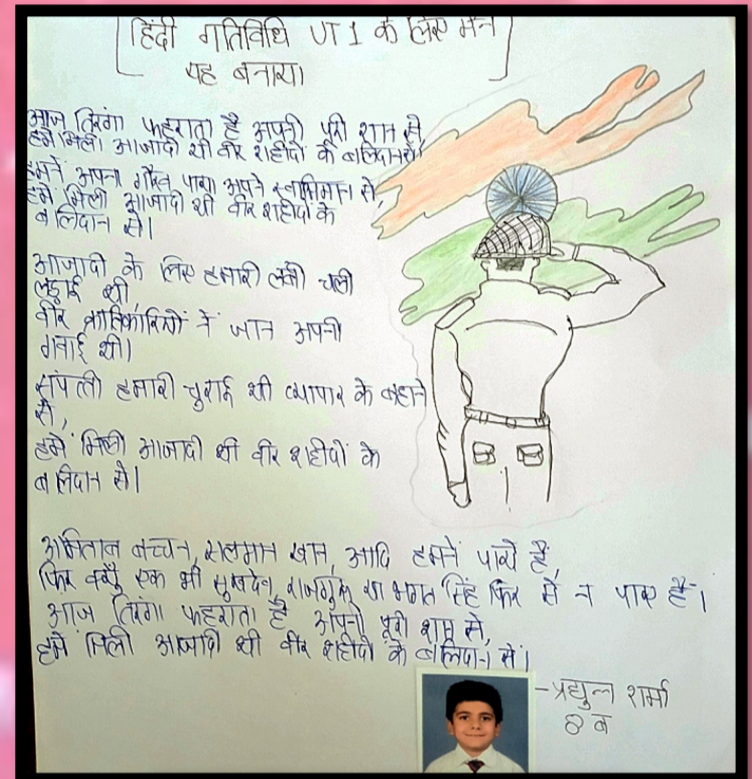 हिंदी गतिविधि UT 1 के लिए मैंने
यह बनाया
आज तिरंगा फहराता है अपनी पूरी शान से,
हमें मिली आजादी थी वीर शहीदों के बलिदान से।
हमनें अपना गौरव पाया अपने स्वाभिमान से,
हमें मिली आजादी थी वीर शहीदों के
बलिदान से।
आजादी के लिए हमारी लंबी चली
लड़ाई थी,
वीर क्रांतिकारियों नें जान अपनी
गवाई थी।
संपत्ती हमारी चुराई थी व्यापार के बहाने
से,
हमें मिली आजादी थी वीर शहीदों के
बलिदान से।
अमिताब बच्चन, सलमान खान, आदि हमनें पाये हैं,
फिर क्यूँ एक भी सुखदेव, राजगुरू या भगत सिंह फिर से न पाए हैं।
आज तिरंगा फहराता है अपनी पूरी शान से,
हमें मिली आजादी थी वीर शहीदों के बलिदान से।
- प्रद्युल शर्मा
8 ब